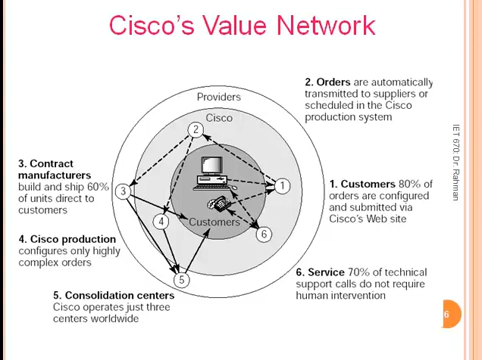 Cisco's Value Network
2. Orders are automatically
transmitted to suppliers or
scheduled in the Cisco
production system
Providers
Cisco
2
3. Contract
manufacturers
build and ship 60%
of units direct to
customers
3
1
1. Customers 80% of
orders are configured
and submitted via
Cisco's Web site
4
Customers
6
4. Cisco production
configures only highly
complex orders
5
6. Service 70% of technical
support calls do not require
human intervention
5. Consolidation centers
Cisco operates just three
centers worldwide
IET 670: Dr Rahman
6